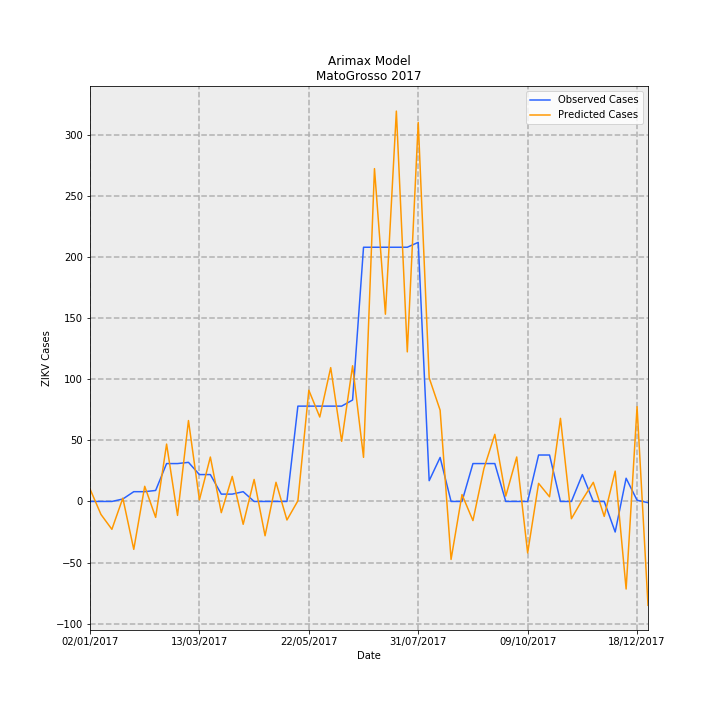 Arimax Model
MatoGrosso 2017
Observed Cases
Predicted Cases
300
250
200
150
100
50
0
−50
−100
ZIKV Cases
02/01/2017 13/03/2017 22/05/2017 31/07/2017 09/10/2017 18/12/2017
Date